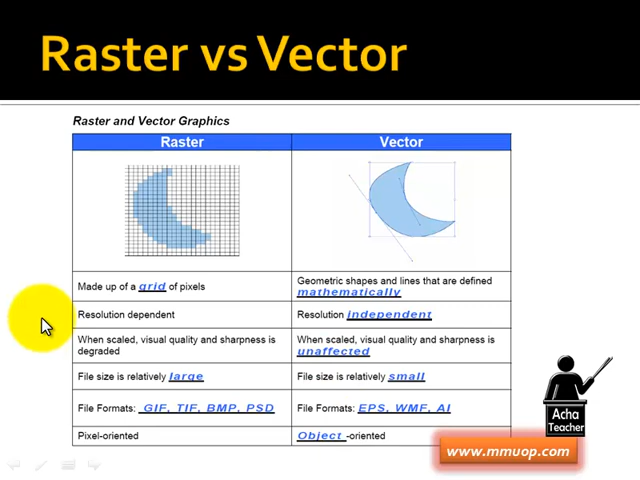 Raster vs Vector
Raster and Vector Graphics
Raster
Vector
Made up of a grid of pixels
Geometric shapes and lines that are defined
mathematically
Resolution dependent
Resolution independent
When scaled, visual quality and sharpness is
degraded
When scaled, visual quality and sharpness is
unaffected
File size is relatively large
File size is relatively small
File Formats: GIF, TIF, BMP, PSD
File Formats: EPS, WMF, AI
Pixel-oriented
Object -oriented
Acha
Teacher
www.mmuop.com